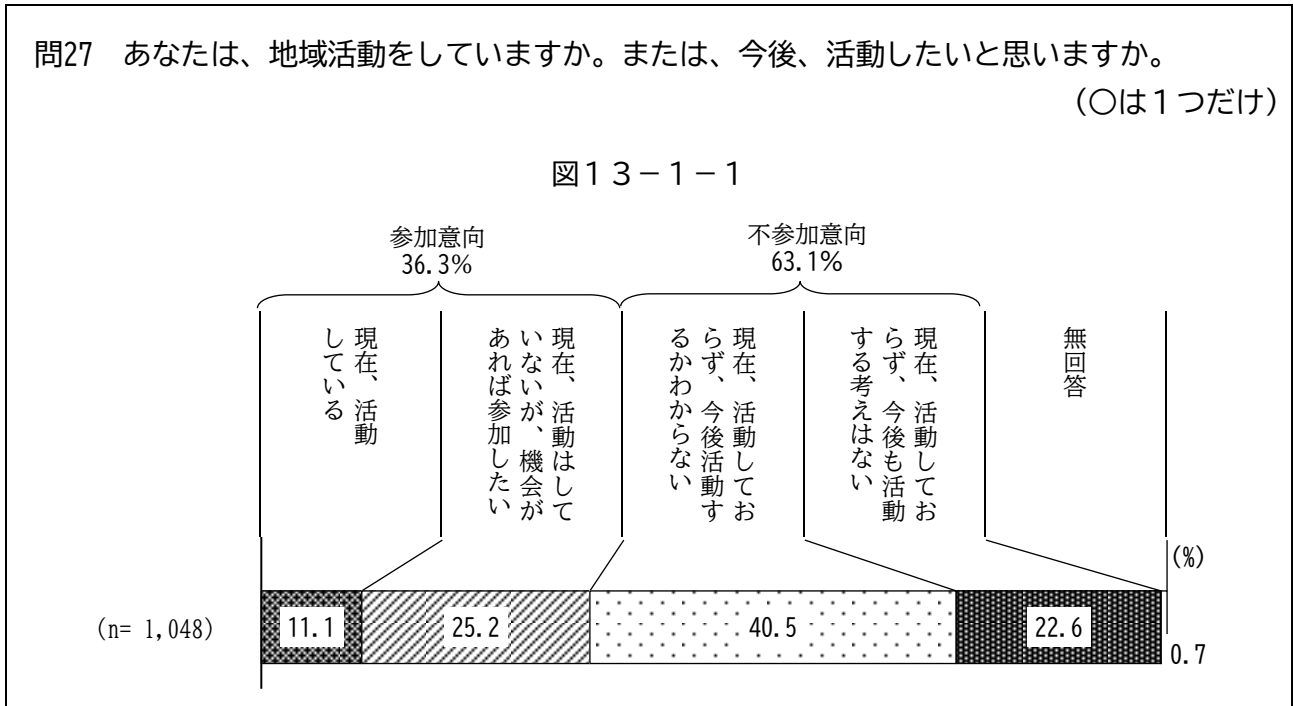 問27　あなたは、地域活動をしていますか。または、今後、活動したいと思いますか。
（○は１つだけ）
図１３－１－１
参加意向
36.3%
不参加意向
63.1%
現在、活動
している
現在、活動はして
いないが、機会が
あれば参加したい
現在、活動してお
らず、今後活動す
るかわからない
現在、活動してお
らず、今後も活動
する考えはない
無回答
(%)
(n= 1,048)
11.1
25.2
40.5
22.6
0.7